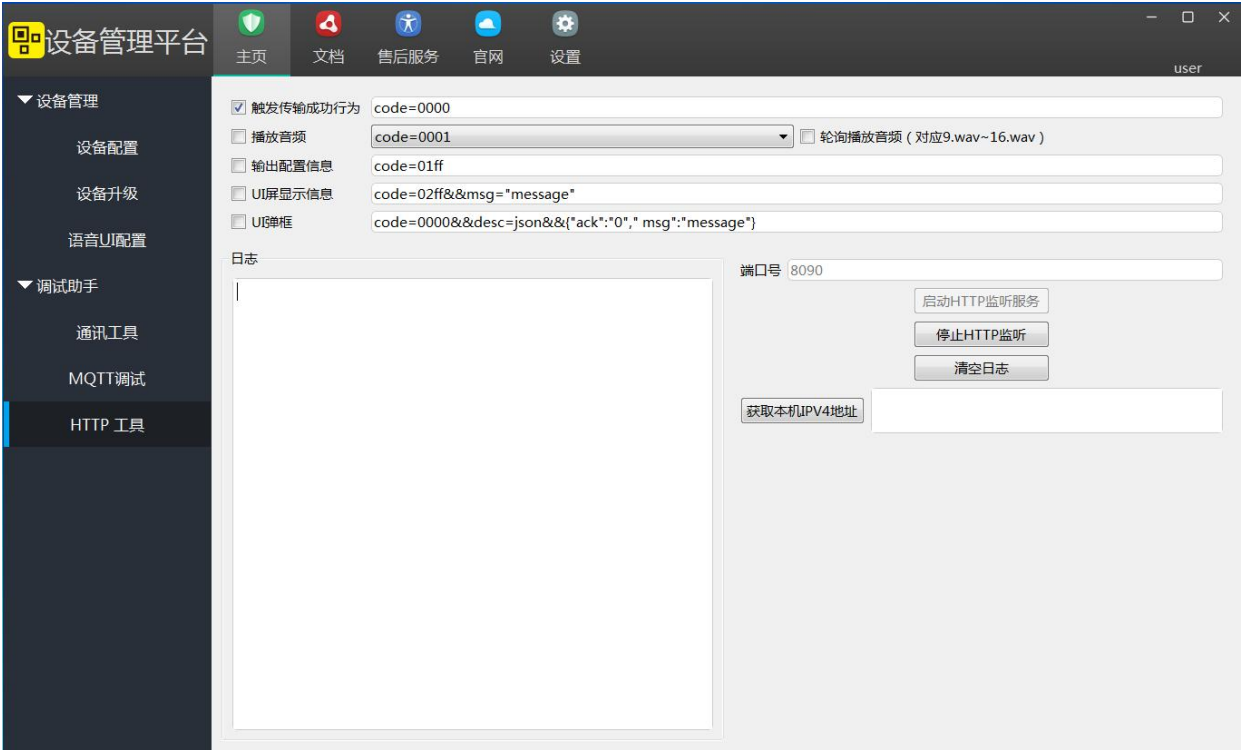 设备管理平台
主页
文档
售后服务
官网
设置
user
设备管理
设备配置
设备升级
语音UI配置
调试助手
通讯工具
MQTT调试
HTTP 工具
触发传输成功行为 code=0000
播放音频 code=0001 轮询播放音频(对应9.wav~16.wav)
输出配置信息 code=01ff
UI屏显示信息 code=02ff&&msg="message"
UI弹框 code=0000&&desc=json&&{"ack":"0"," msg":"message"}
日志
端口号 8090
启动HTTP监听服务
停止HTTP监听
清空日志
获取本机IPV4地址